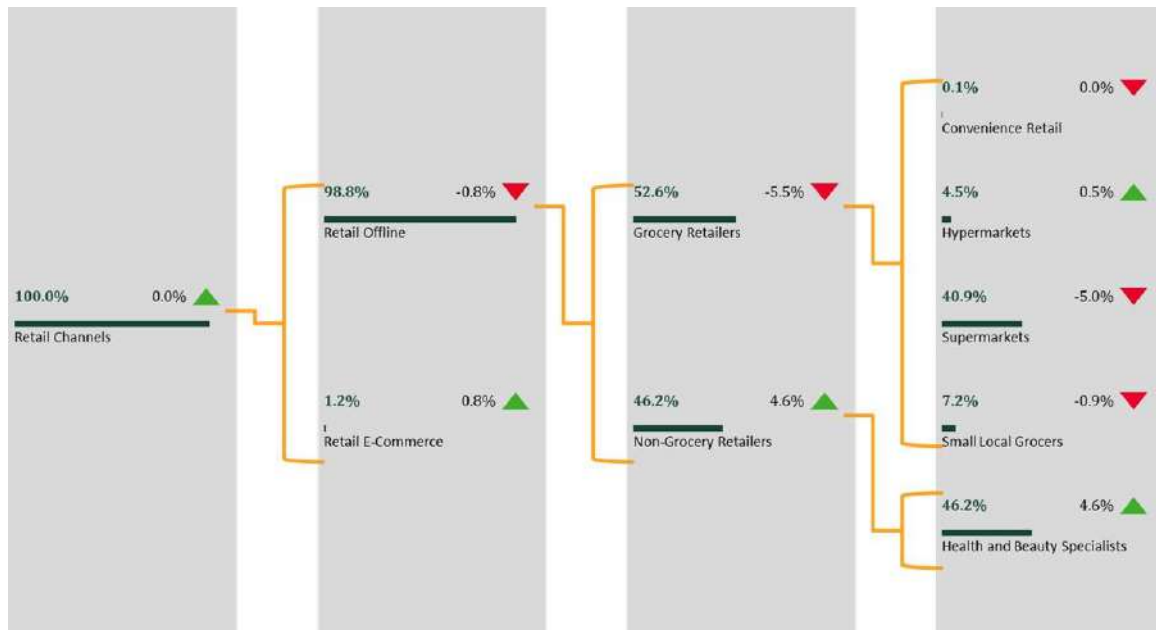 100.0% 0.0%
Retail Channels
98.8% -0.8%
Retail Offline
1.2% 0.8%
Retail E-Commerce
52.6% -5.5%
Grocery Retailers
46.2% 4.6%
Non-Grocery Retailers
0.1% 0.0%
Convenience Retail
4.5% 0.5%
Hypermarkets
40.9% -5.0%
Supermarkets
7.2% -0.9%
Small Local Grocers
46.2% 4.6%
Health and Beauty Specialists